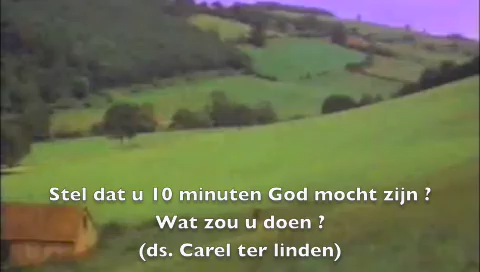 Stel dat u 10 minuten God mocht zijn ?
Wat zou u doen ?
(ds. Carel ter linden)